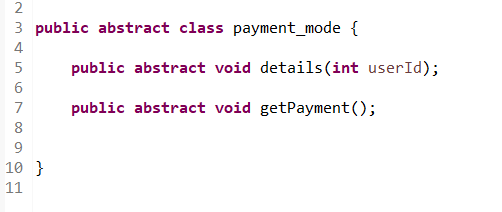 2
3 public abstract class payment_mode {
4
5 public abstract void details(int userId);
6
7 public abstract void getPayment();
8
9
10 }
11